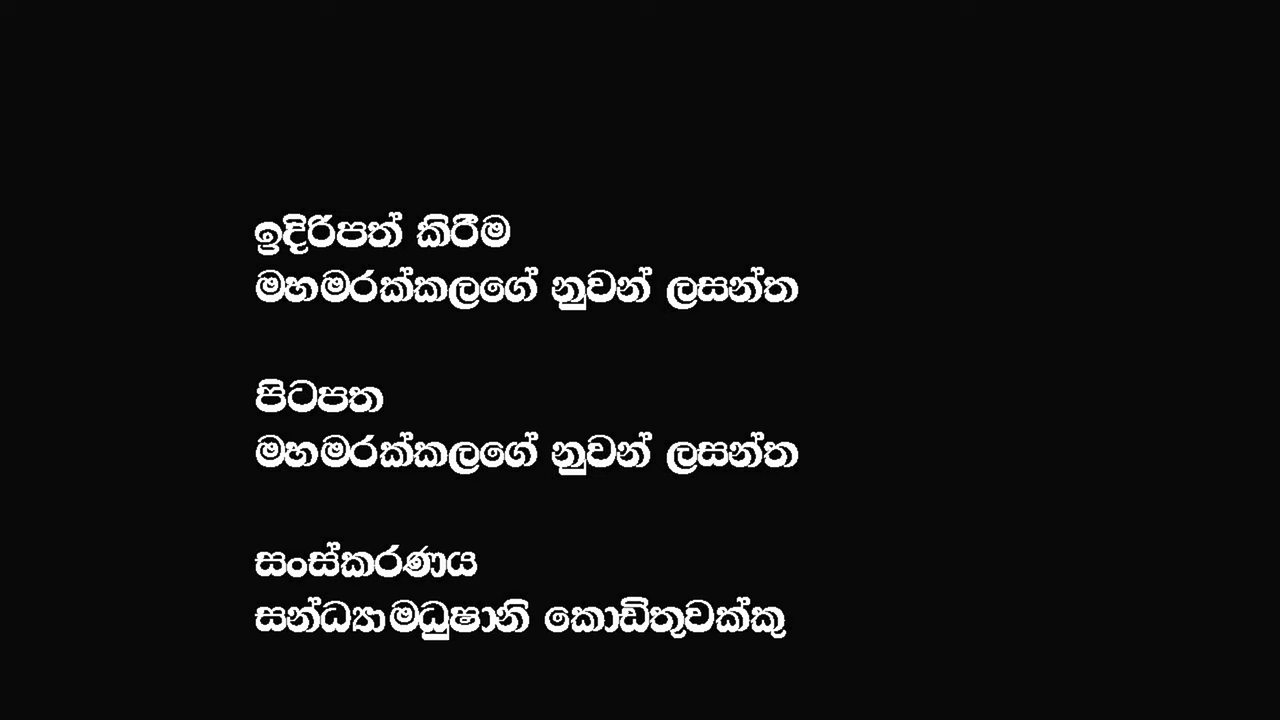 ඉදිරිපත් කිරීම
මහමරක්කලගේ නුවන් ලසන්ත
පිටපත
මහමරක්කලගේ නුවන් ලසන්ත
සංස්කරණය
සන්ධ්‍යාමධුෂානි කොඩිතුවක්කු